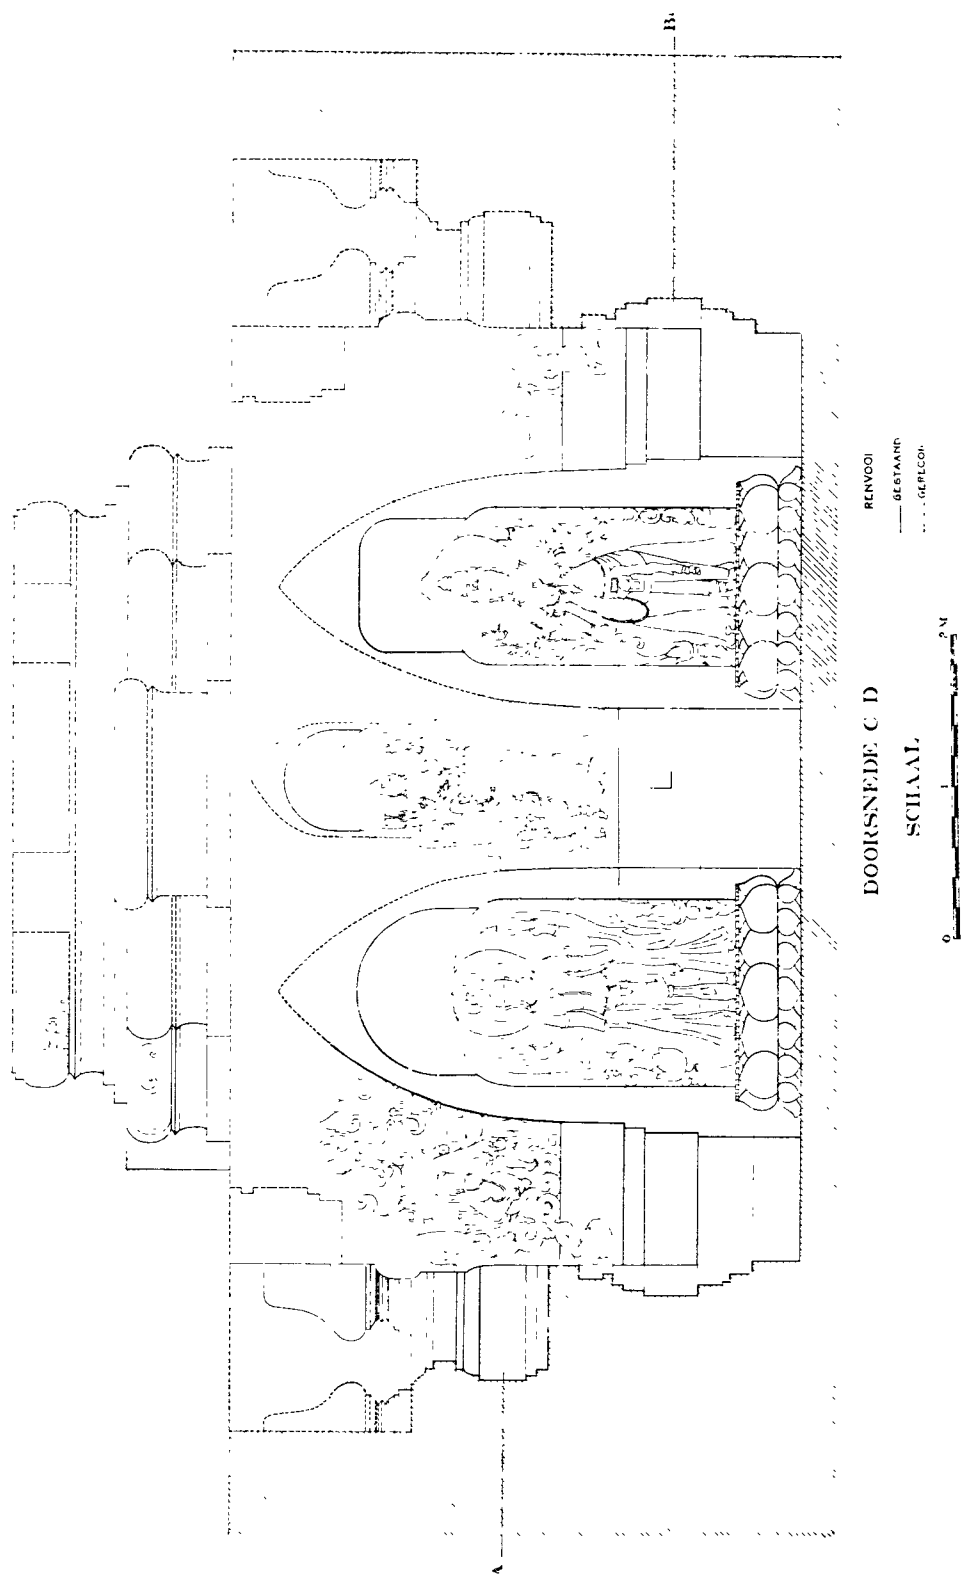 A
B
DOORSNEDE C D
SCHAAL
0 1 2 M
RENVOOI
GESTAAND
GERECON.